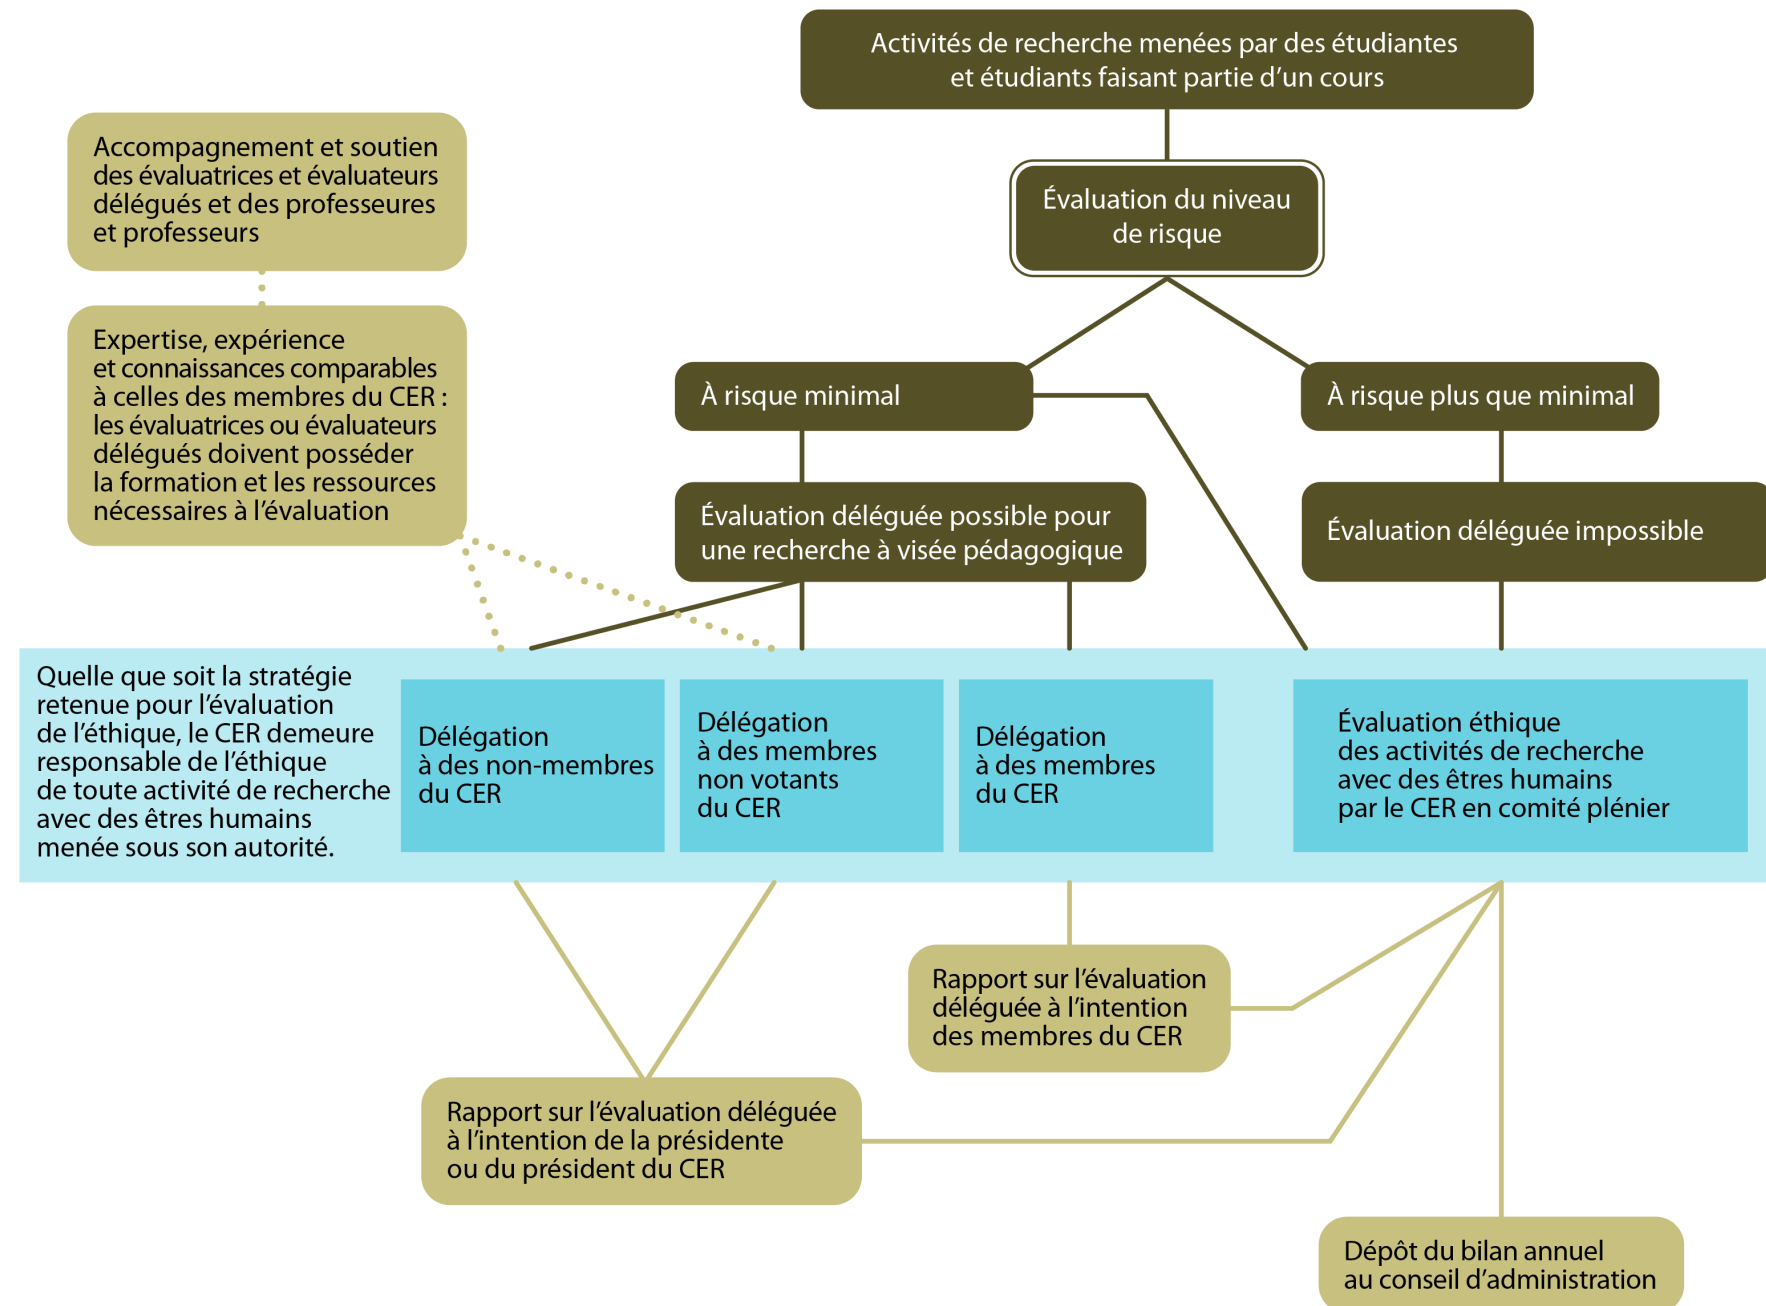 Activités de recherche menées par des étudiantes
et étudiants faisant partie d’un cours
Accompagnement et soutien
des évaluatrices et évaluateurs
délégués et des professeures
et professeurs
Évaluation du niveau
de risque
Expertise, expérience
et connaissances comparables
à celles des membres du CER :
les évaluatrices ou évaluateurs
délégués doivent posséder
la formation et les ressources
nécessaires à l’évaluation
À risque minimal
À risque plus que minimal
Évaluation déléguée possible pour
une recherche à visée pédagogique
Évaluation déléguée impossible
Quelle que soit la stratégie
retenue pour l’évaluation
de l’éthique, le CER demeure
responsable de l’éthique
de toute activité de recherche
avec des êtres humains
menée sous son autorité.
Délégation
à des non-membres
du CER
Délégation
à des membres
non votants
du CER
Délégation
à des membres
du CER
Évaluation éthique
des activités de recherche
avec des êtres humains
par le CER en comité plénier
Rapport sur l’évaluation
déléguée à l’intention
des membres du CER
Rapport sur l’évaluation déléguée
à l’intention de la présidente
ou du président du CER
Dépôt du bilan annuel
au conseil d’administration